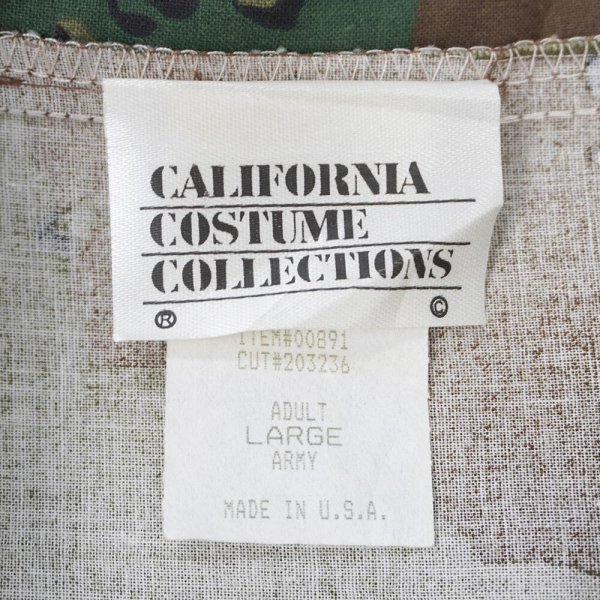 CALIFORNIA
COSTUME
COLLECTIONS
® ©
ITEM#00891
CUT#203236
ADULT
LARGE
ARMY
MADE IN U.S.A.